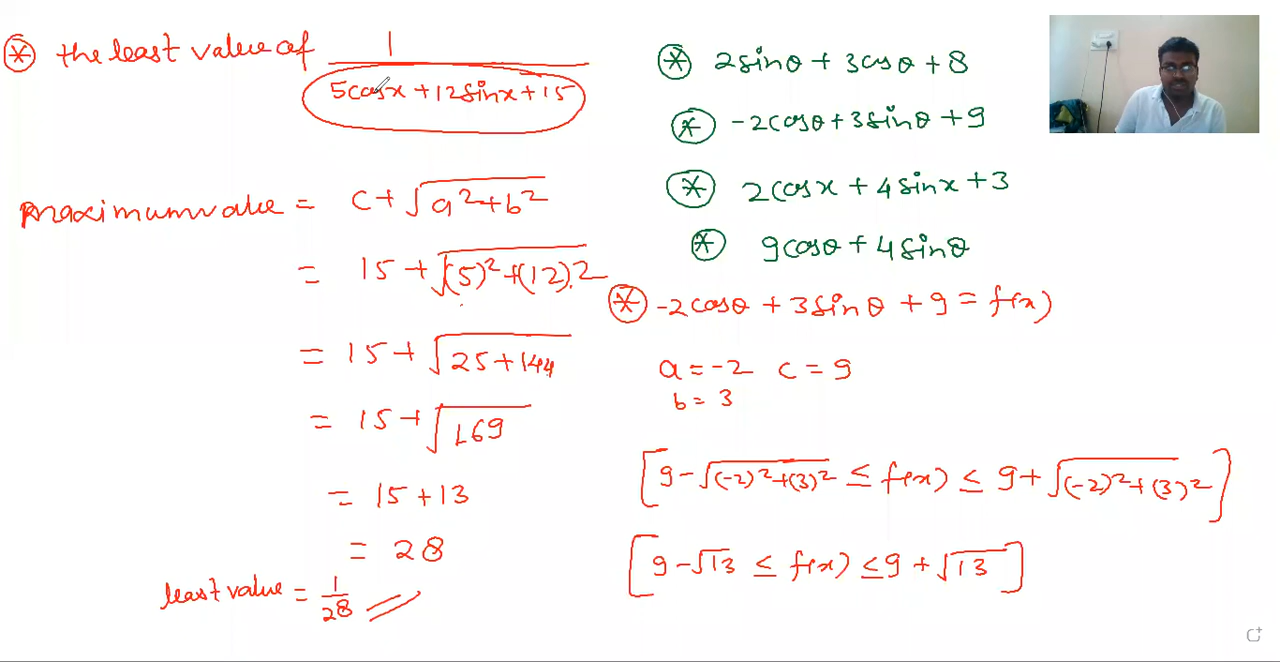 * the least value of 1/(5cosx + 12sinx + 15)
maximum value = c + √(a² + b²)
= 15 + √((5)² + (12)²)
= 15 + √(25 + 144)
= 15 + √169
= 15 + 13
= 28
least value = 1/28
* 2sinθ + 3cosθ + 8
* -2cosθ + 3sinθ + 9
* 2cosx + 4sinx + 3
* 9cosθ + 4sinθ
* -2cosθ + 3sinθ + 9 = f(x)
a = -2 c = 9
b = 3
[9 - √((-2)² + (3)²) ≤ f(x) ≤ 9 + √((-2)² + (3)²)]
[9 - √13 ≤ f(x) ≤ 9 + √13]